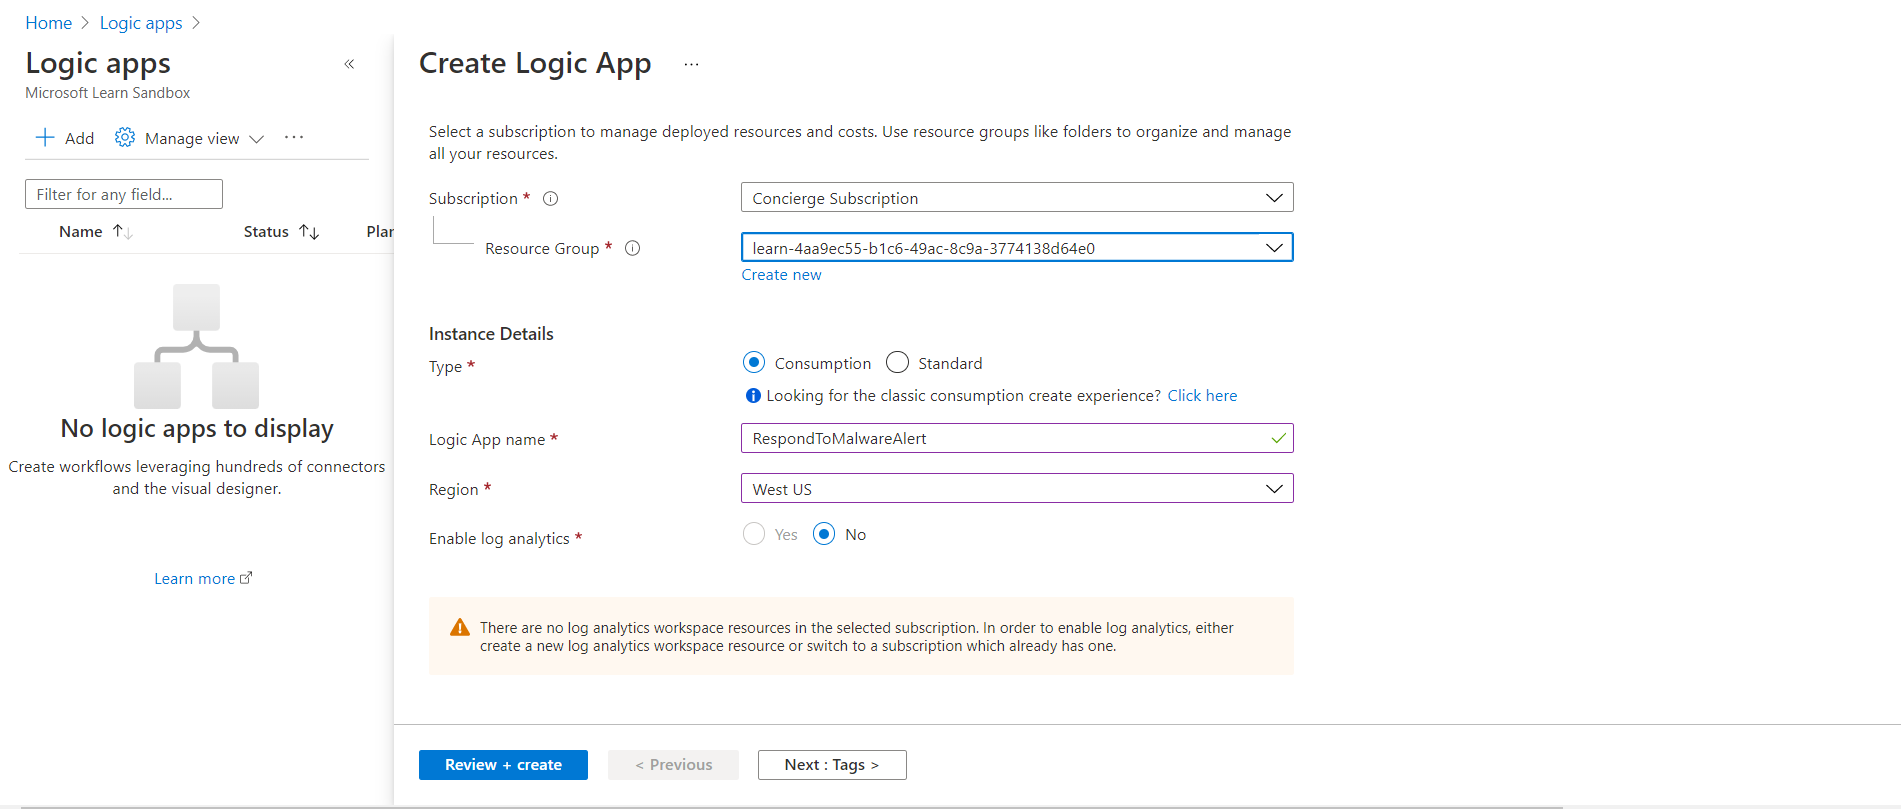 Home > Logic apps >
Logic apps
«
Microsoft Learn Sandbox
+ Add Manage view ...
Filter for any field...
Name ↑↓ Status ↑↓ Plan
No logic apps to display
Create workflows leveraging hundreds of connectors
and the visual designer.
Learn more
Create Logic App ...
Select a subscription to manage deployed resources and costs. Use resource groups like folders to organize and manage
all your resources.
Subscription * Concierge Subscription
Resource Group * learn-4aa9ec55-b1c6-49ac-8c9a-3774138d64e0
Create new
Instance Details
Type * Consumption Standard
Looking for the classic consumption create experience? Click here
Logic App name * RespondToMalwareAlert
Region * West US
Enable log analytics * Yes No
There are no log analytics workspace resources in the selected subscription. In order to enable log analytics, either
create a new log analytics workspace resource or switch to a subscription which already has one.
Review + create < Previous Next : Tags >